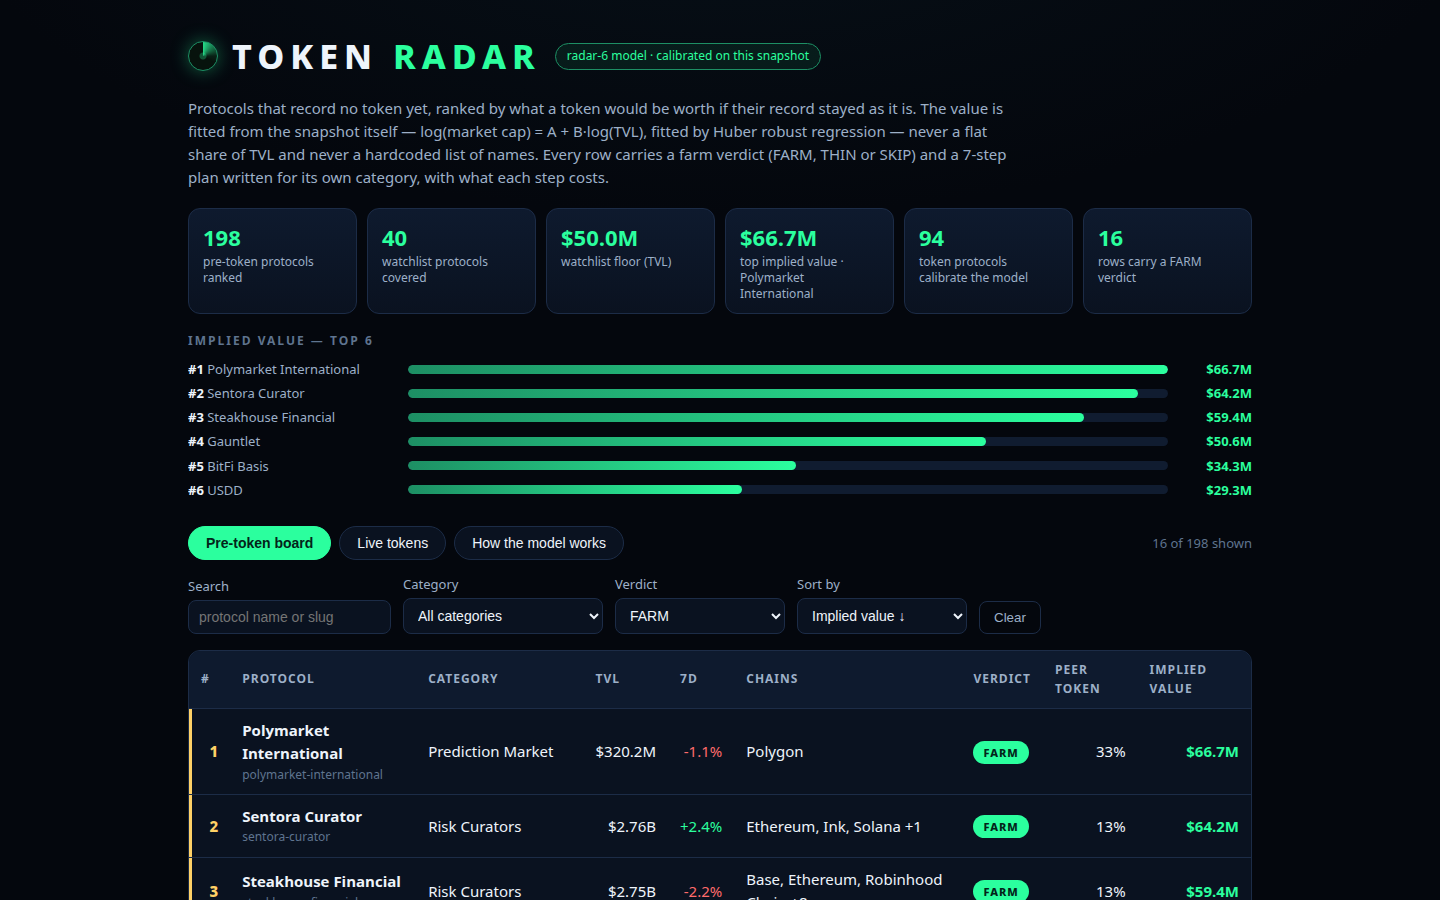 TOKEN RADAR radar-6 model · calibrated on this snapshot
Protocols that record no token yet, ranked by what a token would be worth if their record stayed as it is. The value is
fitted from the snapshot itself — log(market cap) = A + B·log(TVL), fitted by Huber robust regression — never a flat
share of TVL and never a hardcoded list of names. Every row carries a farm verdict (FARM, THIN or SKIP) and a 7-step
plan written for its own category, with what each step costs.
198
pre-token protocols
ranked
40
watchlist protocols
covered
$50.0M
watchlist floor (TVL)
$66.7M
top implied value ·
Polymarket
International
94
token protocols
calibrate the model
16
rows carry a FARM
verdict
IMPLIED VALUE — TOP 6
#1 Polymarket International $66.7M
#2 Sentora Curator $64.2M
#3 Steakhouse Financial $59.4M
#4 Gauntlet $50.6M
#5 BitFi Basis $34.3M
#6 USDD $29.3M
Pre-token board Live tokens How the model works 16 of 198 shown
Search Category Verdict Sort by
protocol name or slug All categories FARM Implied value ↓ Clear
# PROTOCOL CATEGORY TVL 7D CHAINS VERDICT PEER TOKEN IMPLIED VALUE
1 Polymarket International Prediction Market $320.2M -1.1% Polygon FARM 33% $66.7M
polymarket-international
2 Sentora Curator Risk Curators $2.76B +2.4% Ethereum, Ink, Solana +1 FARM 13% $64.2M
sentora-curator
3 Steakhouse Financial Risk Curators $2.75B -2.2% Base, Ethereum, Robinhood FARM 13% $59.4M